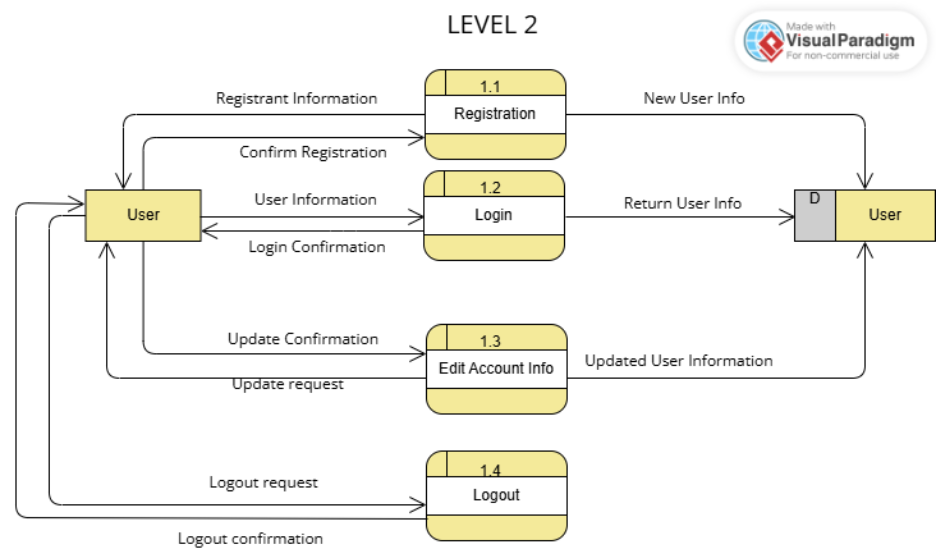 LEVEL 2
Made with
Visual Paradigm
For non-commercial use
1.1
Registration
Registrant Information
New User Info
Confirm Registration
1.2
Login
User Information
Return User Info
D
User
User
Login Confirmation
1.3
Edit Account Info
Update Confirmation
Updated User Information
Update request
1.4
Logout
Logout request
Logout confirmation